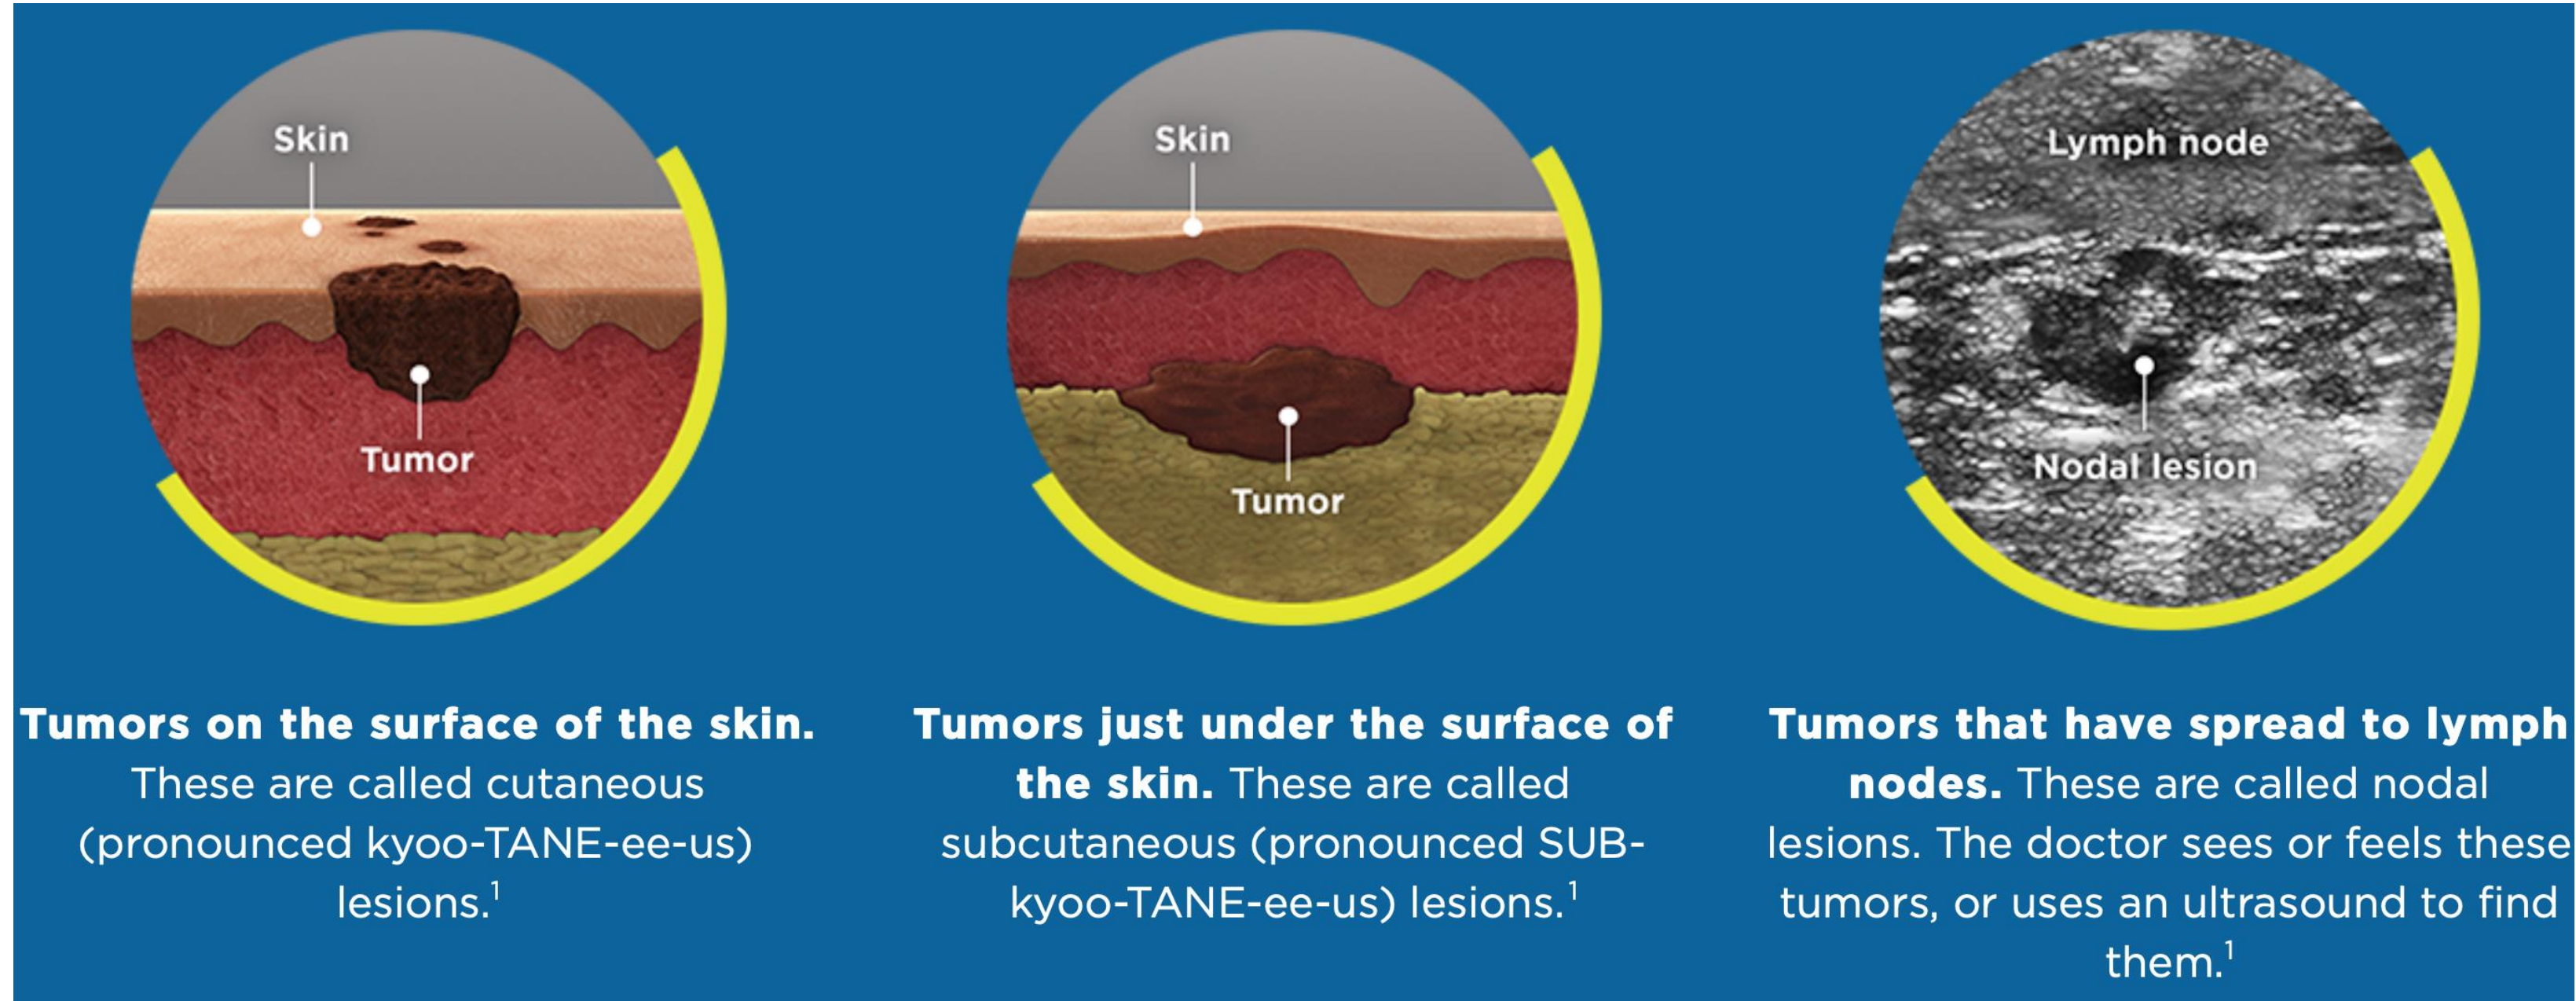 Skin
Tumor
Tumors on the surface of the skin.
These are called cutaneous
(pronounced kyoo-TANE-ee-us)
lesions.¹
Skin
Tumor
Tumors just under the surface of
the skin. These are called
subcutaneous (pronounced SUB-
kyoo-TANE-ee-us) lesions.¹
Lymph node
Nodal lesion
Tumors that have spread to lymph
nodes. These are called nodal
lesions. The doctor sees or feels these
tumors, or uses an ultrasound to find
them.¹